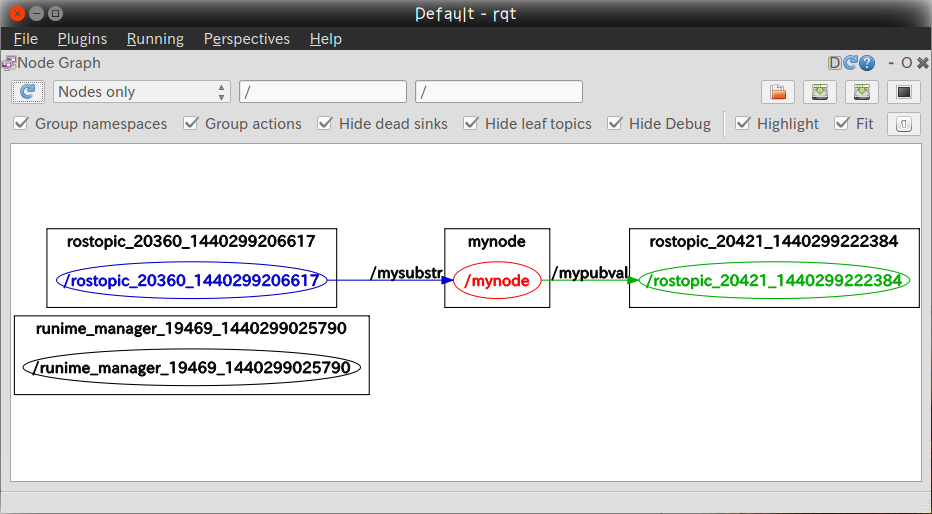 Default - rqt
File Plugins Running Perspectives Help
Node Graph D ? - O
Nodes only / /
Group namespaces Group actions Hide dead sinks Hide leaf topics Hide Debug Highlight Fit
rostopic_20360_1440299206617 mynode rostopic_20421_1440299222384
/rostopic_20360_1440299206617 /mysubstr /mynode /mypubval /rostopic_20421_1440299222384
runime_manager_19469_1440299025790
/runime_manager_19469_1440299025790